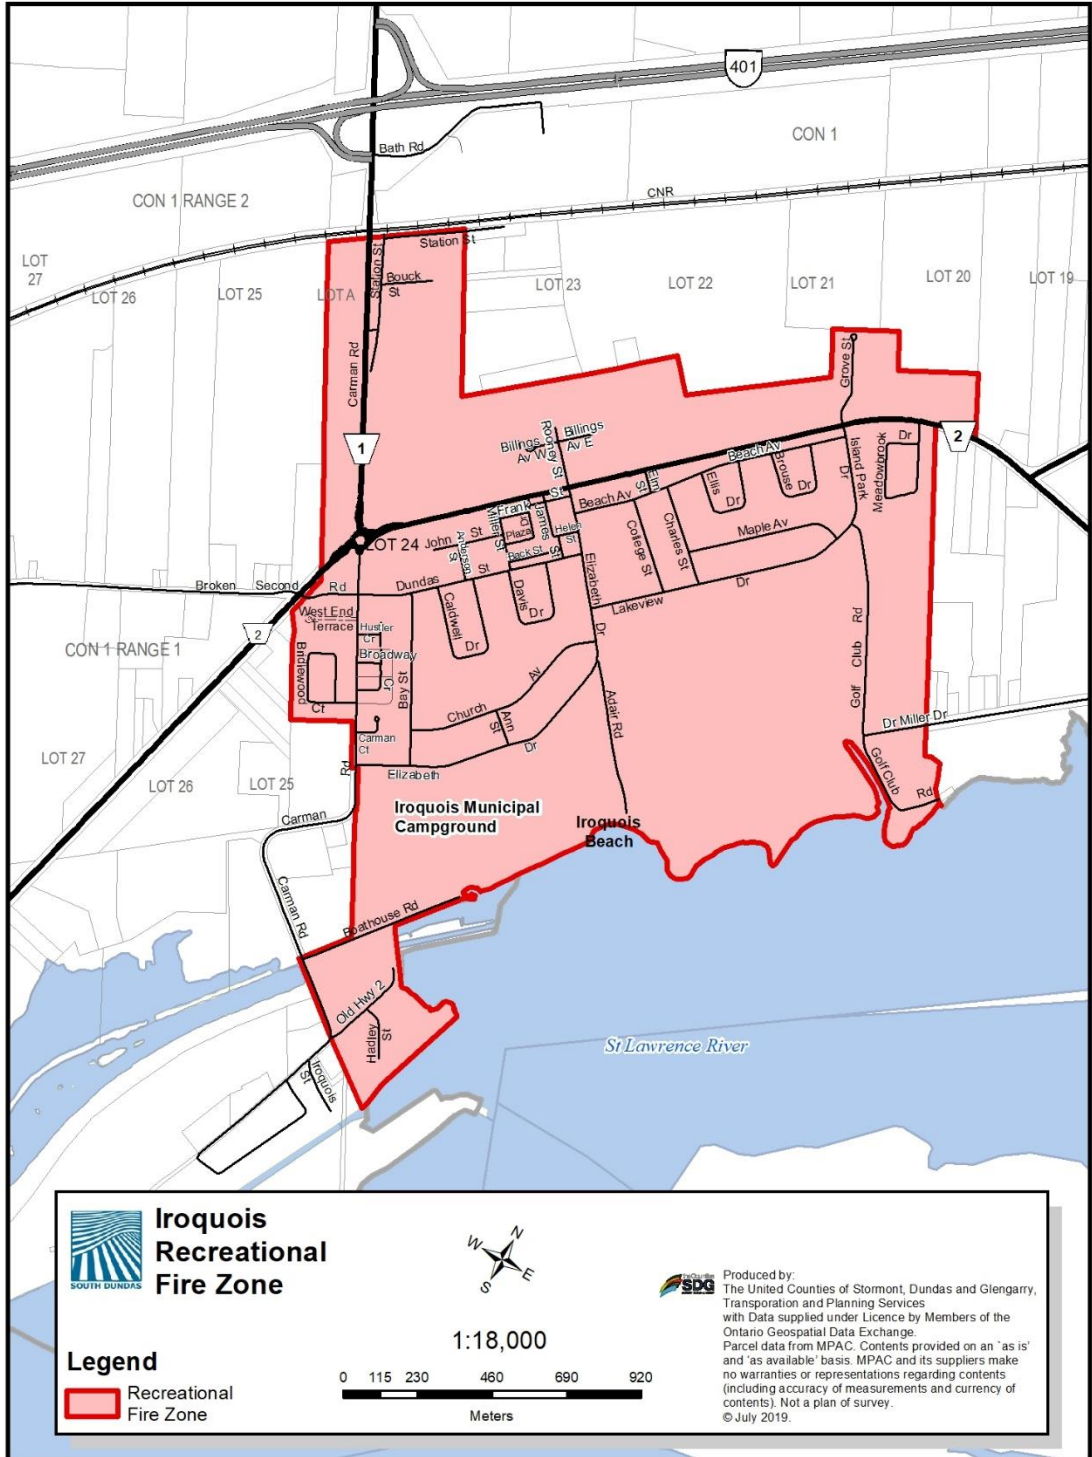 401
CON 1
Bath Rd
CNR
CON 1 RANGE 2
Station St
LOT
27
LOT 26
LOT 25
LOT A
Station St
Bouck
St
LOT 23
LOT 22
LOT 21
LOT 20
LOT 19
Carman Rd
Grove St
1
2
Billings
Av W
Rooney St
Billings
Av E
Beach Av
Island Park
Dr
Meadowbrook
Dr
Elm
St
Beach Av
Ellis
Dr
Brouse
Dr
LOT 24
John
St
Anderson
St
Miller St
Frank
St
Plaza
Dr
James
St
Helen
St
Back St
College St
Charles St
Maple Av
Lakeview
Dr
Broken
Second
Rd
Dundas
St
Caldwell
Dr
Davis
Dr
Elizabeth
Dr
2
West End
Terrace
Hustler
Cr
Broadway
Cr
Bridlewood
Ct
Bay St
CON 1 RANGE 1
Church
Av
Ann
St
Adair Rd
Golf
Club
Rd
Dr Miller Dr
Carman
Ct
Elizabeth
Dr
LOT 27
LOT 26
LOT 25
Golf Club
Rd
Carman
Rd
Iroquois Municipal
Campground
Iroquois
Beach
Carman Rd
Boathouse Rd
Old Hwy 2
Hadley
St
Iroquois
St
St Lawrence River
SOUTH DUNDAS
Iroquois
Recreational
Fire Zone
N
W
E
S
1:18,000
Legend
Recreational
Fire Zone
0 115 230 460 690 920
Meters
SDG
Produced by:
The United Counties of Stormont, Dundas and Glengarry,
Transporation and Planning Services
with Data supplied under Licence by Members of the
Ontario Geospatial Data Exchange.
Parcel data from MPAC. Contents provided on an `as is'
and 'as available' basis. MPAC and its suppliers make
no warranties or representations regarding contents
(including accuracy of measurements and currency of
contents). Not a plan of survey.
© July 2019.